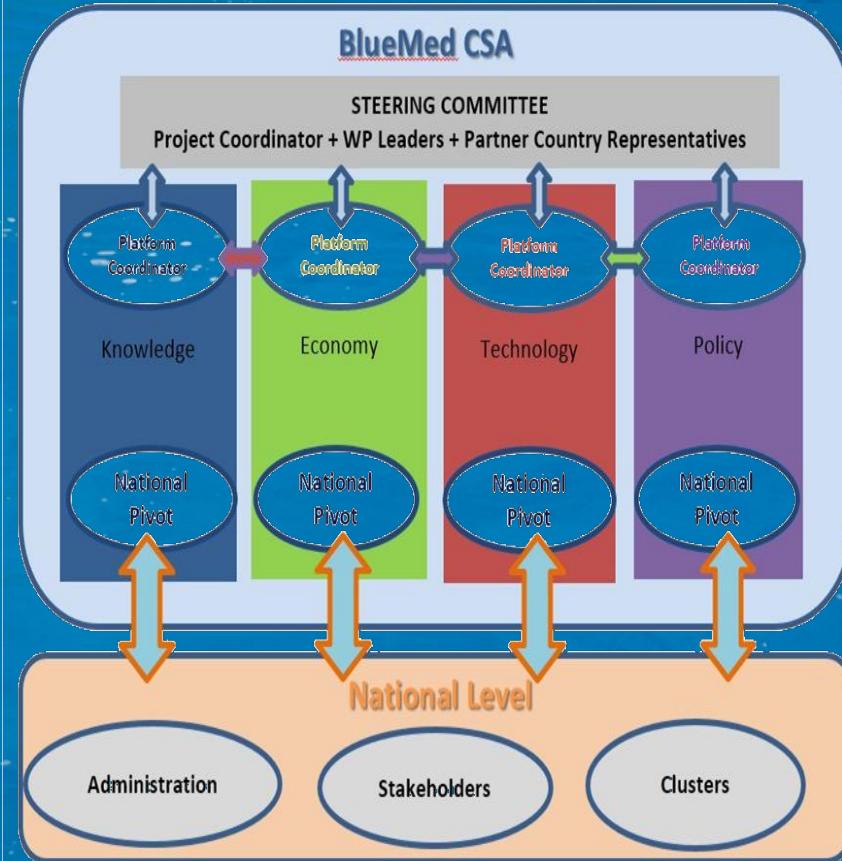 BlueMed CSA
STEERING COMMITTEE
Project Coordinator + WP Leaders + Partner Country Representatives
Platform
Coordinator
Platform
Coordinator
Platform
Coordinator
Platform
Coordinator
Knowledge
Economy
Technology
Policy
National
Pivot
National
Pivot
National
Pivot
National
Pivot
National Level
Administration
Stakeholders
Clusters